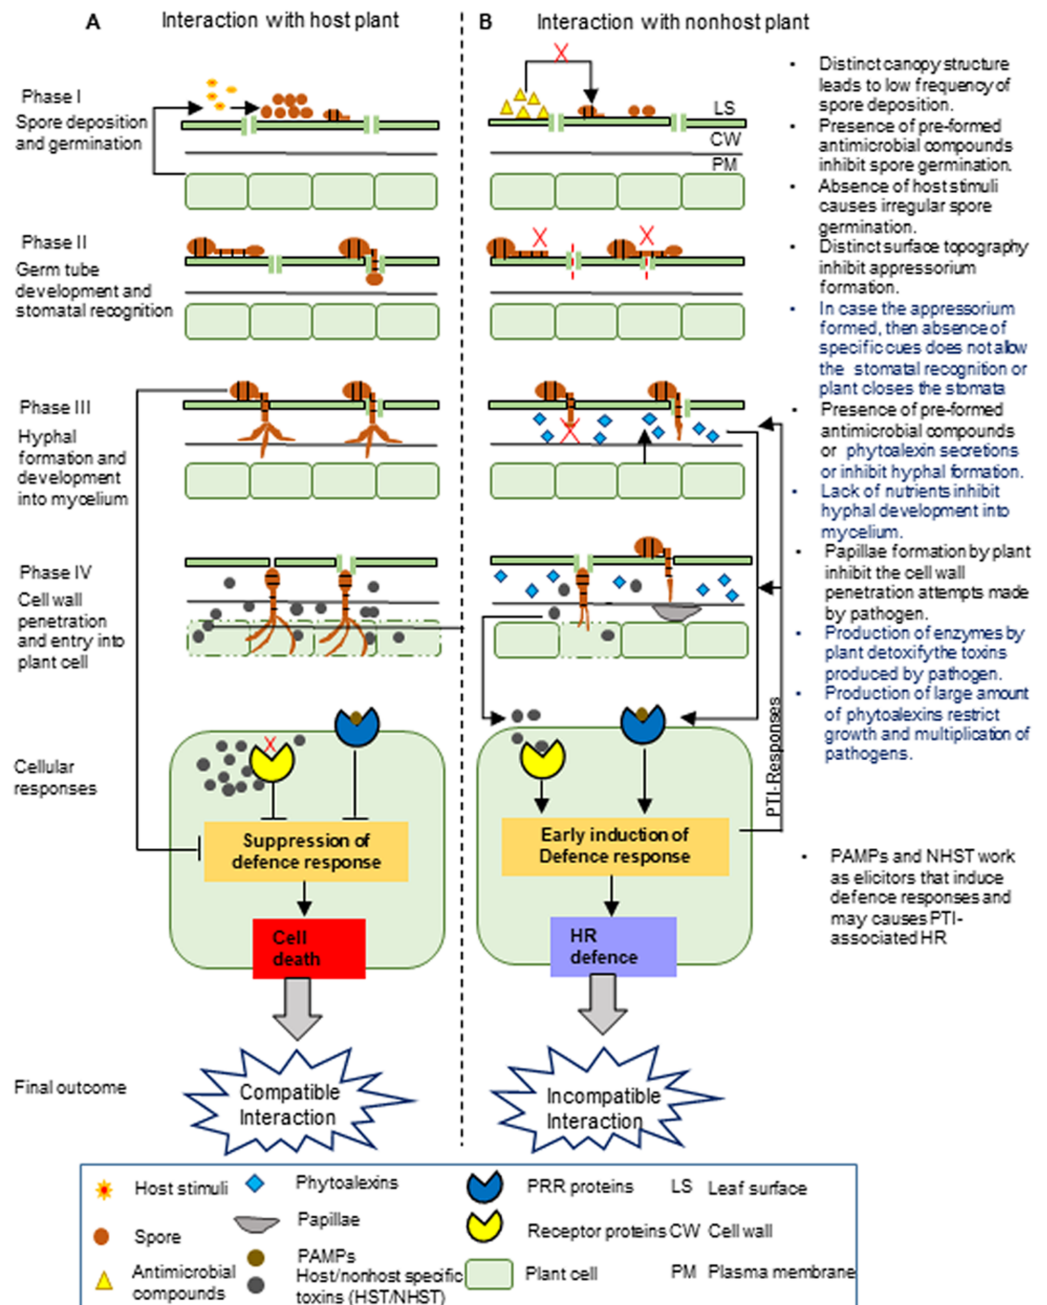 A
Interaction with host plant
B
Interaction with nonhost plant
Phase I
Spore deposition
and germination
LS
CW
PM
Phase II
Germ tube
development and
stomatal recognition
Phase III
Hyphal
formation and
development
into mycelium
Phase IV
Cell wall
penetration
and entry into
plant cell
Cellular
responses
Suppression of
defence response
Cell
death
Early induction of
Defence response
HR
defence
PTI-Responses
Final outcome
Compatible
Interaction
Incompatible
Interaction
• Distinct canopy structure
leads to low frequency of
spore deposition.
• Presence of pre-formed
antimicrobial compounds
inhibit spore germination.
• Absence of host stimuli
causes irregular spore
germination.
• Distinct surface topography
inhibit appressorium
formation.
• In case the appressorium
formed, then absence of
specific cues does not allow
the stomatal recognition or
plant closes the stomata
• Presence of pre-formed
antimicrobial compounds
or phytoalexin secretions
or inhibit hyphal formation.
• Lack of nutrients inhibit
hyphal development into
mycelium.
• Papillae formation by plant
inhibit the cell wall
penetration attempts made
by pathogen.
• Production of enzymes by
plant detoxify the toxins
produced by pathogen.
• Production of large amount
of phytoalexins restrict
growth and multiplication of
pathogens.
• PAMPs and NHST work
as elicitors that induce
defence responses and
may causes PTI-
associated HR
Host stimuli
Spore
Antimicrobial
compounds
Phytoalexins
Papillae
PAMPs
Host/nonhost specific
toxins (HST/NHST)
PRR proteins
Receptor proteins
Plant cell
LS Leaf surface
CW Cell wall
PM Plasma membrane